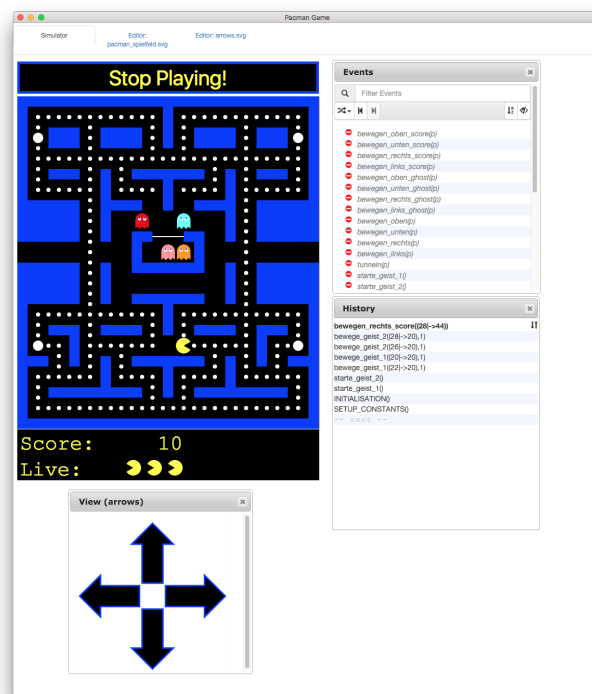 Pacman Game
Simulator
Editor:
pacman_spielfeld.svg
Editor: arrows.svg
Stop Playing!
Score: 10
Live:
View (arrows)
Events
Filter Events
bewegen_oben_score(p)
bewegen_unten_score(p)
bewegen_rechts_score(p)
bewegen_links_score(p)
bewegen_oben_ghost(p)
bewegen_unten_ghost(p)
bewegen_rechts_ghost(p)
bewegen_links_ghost(p)
bewegen_oben(p)
bewegen_unten(p)
bewegen_rechts(p)
bewegen_links(p)
tunneln(p)
starte_geist_1()
starte_geist_2()
History
bewegen_rechts_score((28|->44))
bewege_geist_2((28|->20),1)
bewege_geist_2((26|->20),1)
bewege_geist_1((20|->20),1)
bewege_geist_1((22|->20),1)
starte_geist_2()
starte_geist_1()
INITIALISATION()
SETUP_CONSTANTS()
-- root --